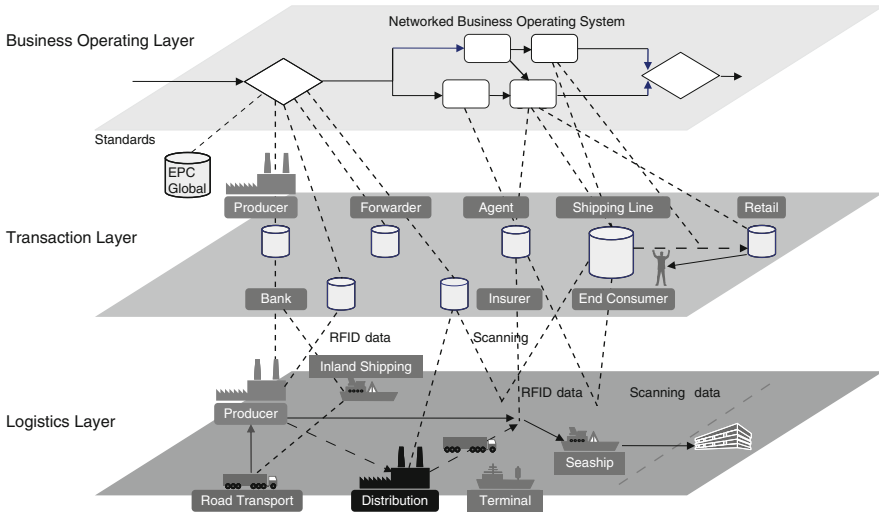 Networked Business Operating System
Business Operating Layer
Standards
EPC
Global
Producer
Forwarder
Agent
Shipping Line
Retail
Transaction Layer
Bank
Insurer
End Consumer
RFID data
Scanning
Inland Shipping
RFID data
Scanning data
Producer
Logistics Layer
Seaship
Road Transport
Distribution
Terminal